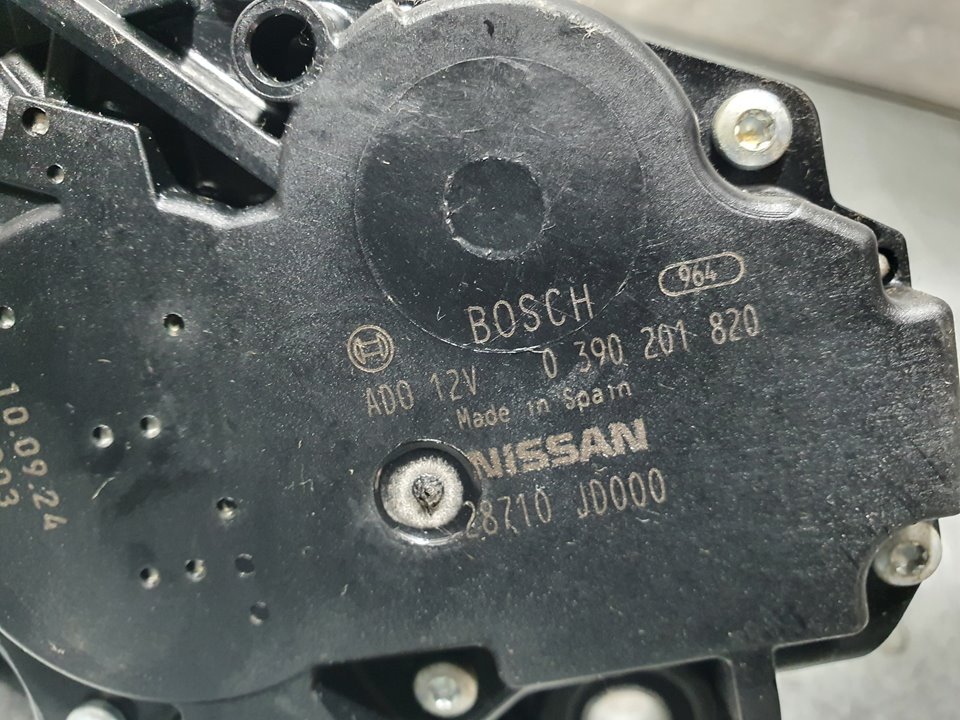 964
BOSCH
0 390 201 820
ADO 12V
Made in Spain
NISSAN
28710 JD000
10.09.24